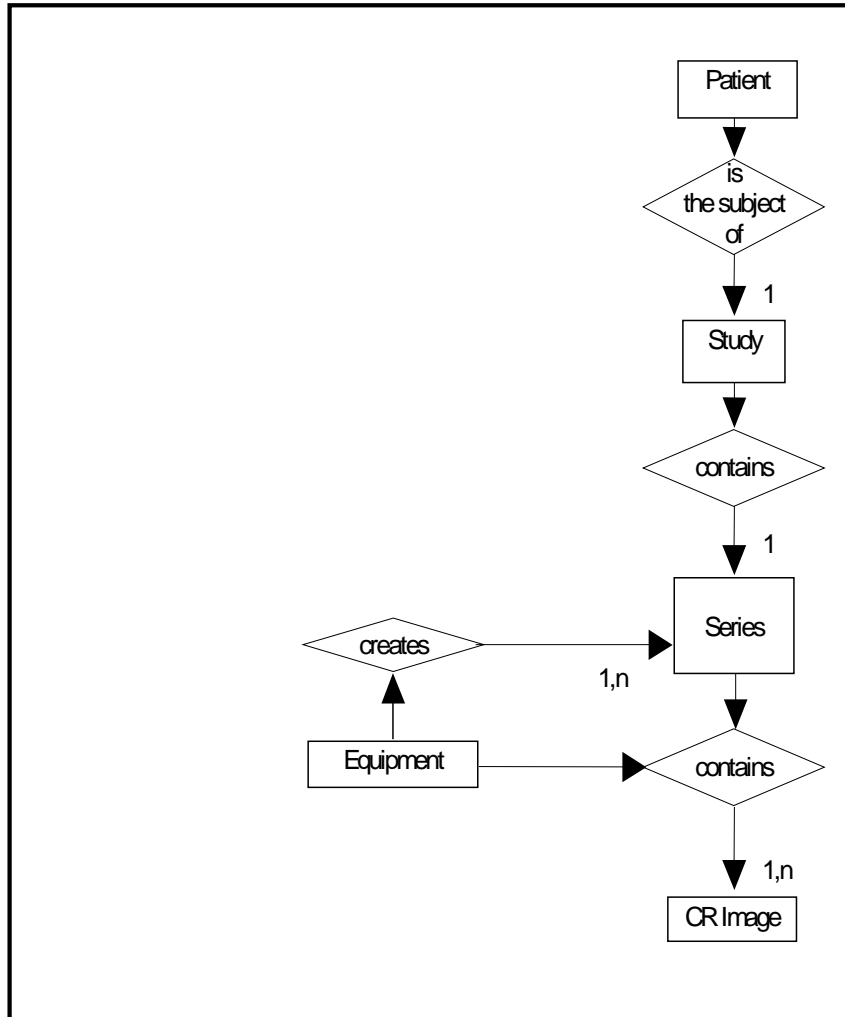 Patient
is
the subject
of
1
Study
contains
1
Series
creates
1,n
Equipment
contains
1,n
CR Image